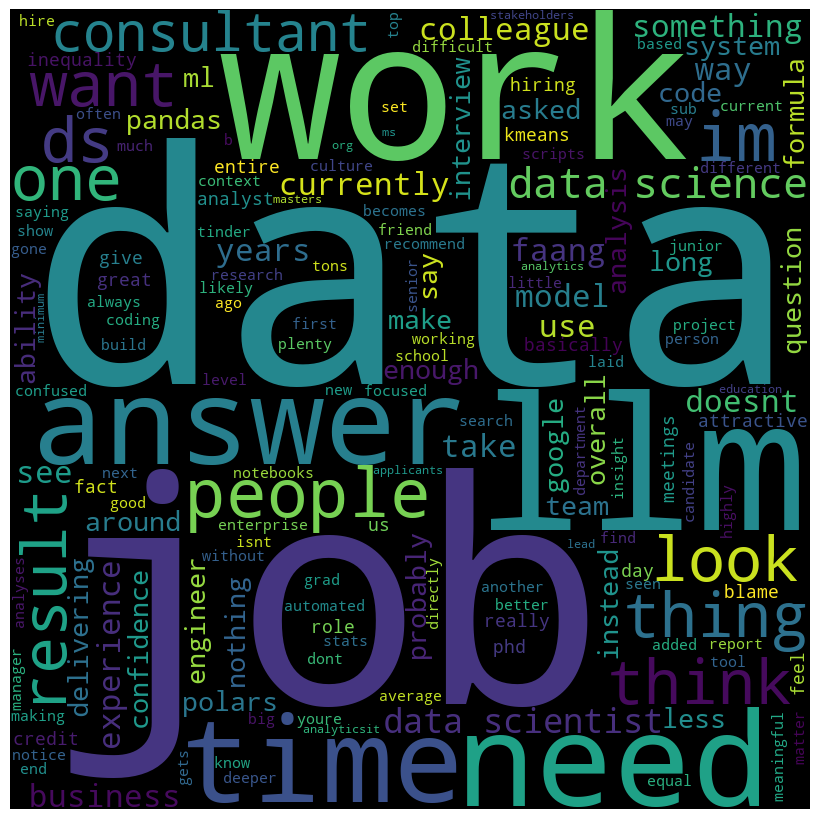 hire
consultant
top
stakeholders
colleague
something
difficult
based
system
inequality
work
want
ml
way
set
hiring
code
ms
org
interview
asked
sub
current
formula
often
pandas
kmeans
may
im
ds
much
b
entire
culture
scripts
different
one
context
currently
data science
analyst
masters
saying
tinder
becomes
analysis
show
years
friend
faang
junior
question
gone
research
recommend
data
give
tons
say
analytics
long
great
likely
senior
little
model
ability
always
ago
minimum
coding
first
make
use
project
build
plenty
working
basically
person
school
laid
level
enough
confused
new
focused
education
llm
answer
search
google
overall
doesnt
attractive
take
department
insight
meetings
candidate
see
next
notebooks
applicants
people
fact
team
highly
good
enterprise
us
find
around
isnt
lead
look
result
job
without
probably
directly
instead
day
seen
analyses
delivering
experience
confidence
engineer
nothing
grad
another
blame
automated
better
thing
role
really
stats
dont
phd
added
report
feel
manager
think
tool
polars
average
making
big
youre
data scientist
less
credit
analyticsit
meaningful
matter
notice
time
need
end
gets
know
deeper
equal
business